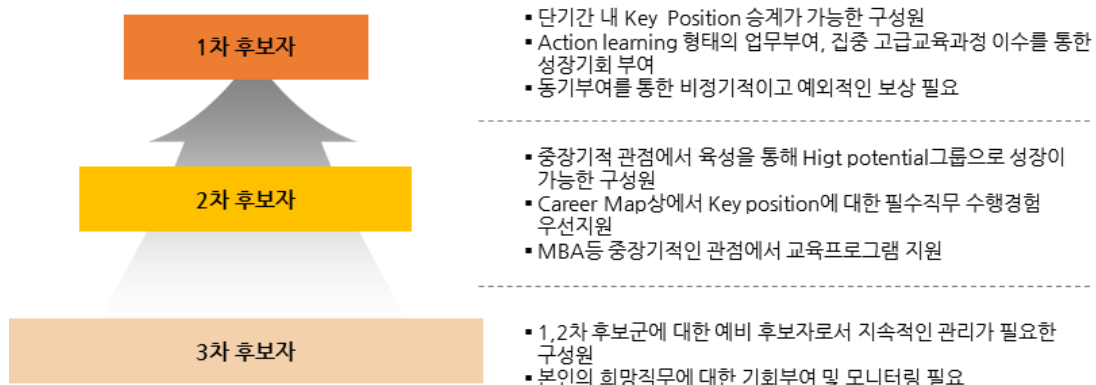 1차 후보자
▪ 단기간 내 Key Position 승계가 가능한 구성원
▪ Action learning 형태의 업무부여, 집중 고급교육과정 이수를 통한
성장기회 부여
▪ 동기부여를 통한 비정기적이고 예외적인 보상 필요
2차 후보자
▪ 중장기적 관점에서 육성을 통해 Higt potential그룹으로 성장이
가능한 구성원
▪ Career Map상에서 Key position에 대한 필수직무 수행경험
우선지원
▪ MBA등 중장기적인 관점에서 교육프로그램 지원
3차 후보자
▪ 1,2차 후보군에 대한 예비 후보자로서 지속적인 관리가 필요한
구성원
▪ 본인의 희망직무에 대한 기회부여 및 모니터링 필요